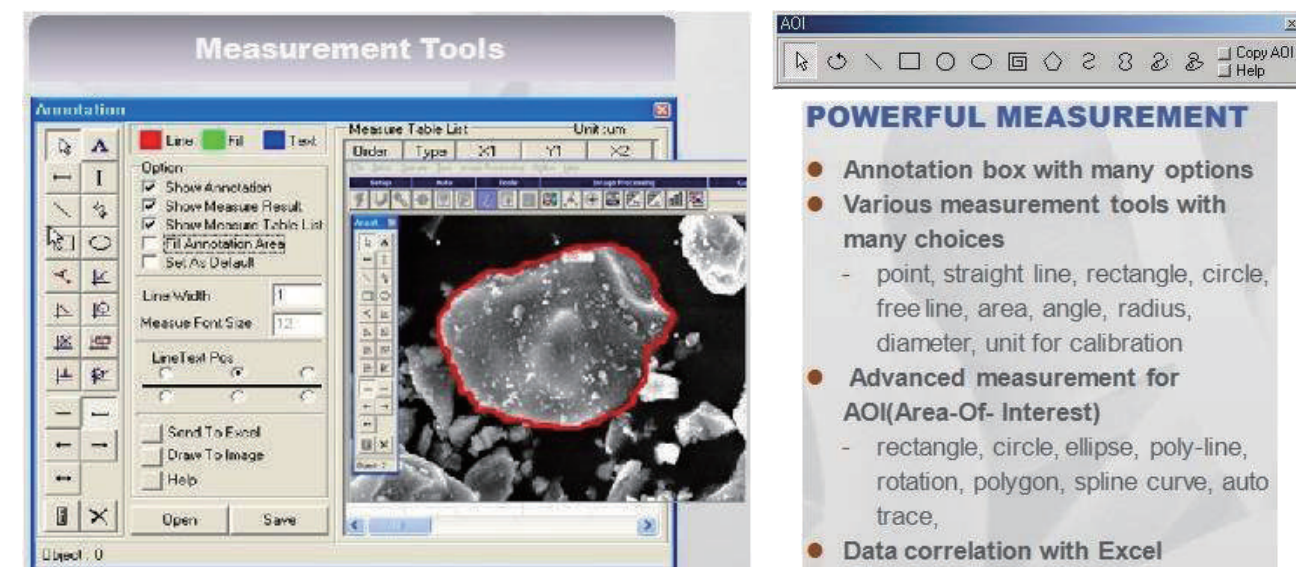 Measurement Tools
Annotation
Line Fill Text
Option
Show Annotation
Show Measure Result
Show Measure Table List
Fill Annotation Area
Set As Default
Line Width 1
Measue Font Size 12
LineText Pos
Send To Excel
Draw To Image
Help
Open Save
Object : 0
Measure Table List Unit :um
Order Type X1 Y1 X2
Setup Auto Tools Image Processing
AOI
Copy AOI
Help
POWERFUL MEASUREMENT
● Annotation box with many options
● Various measurement tools with
many choices
- point, straight line, rectangle, circle,
free line, area, angle, radius,
diameter, unit for calibration
● Advanced measurement for
AOI(Area-Of- Interest)
- rectangle, circle, ellipse, poly-line,
rotation, polygon, spline curve, auto
trace,
● Data correlation with Excel